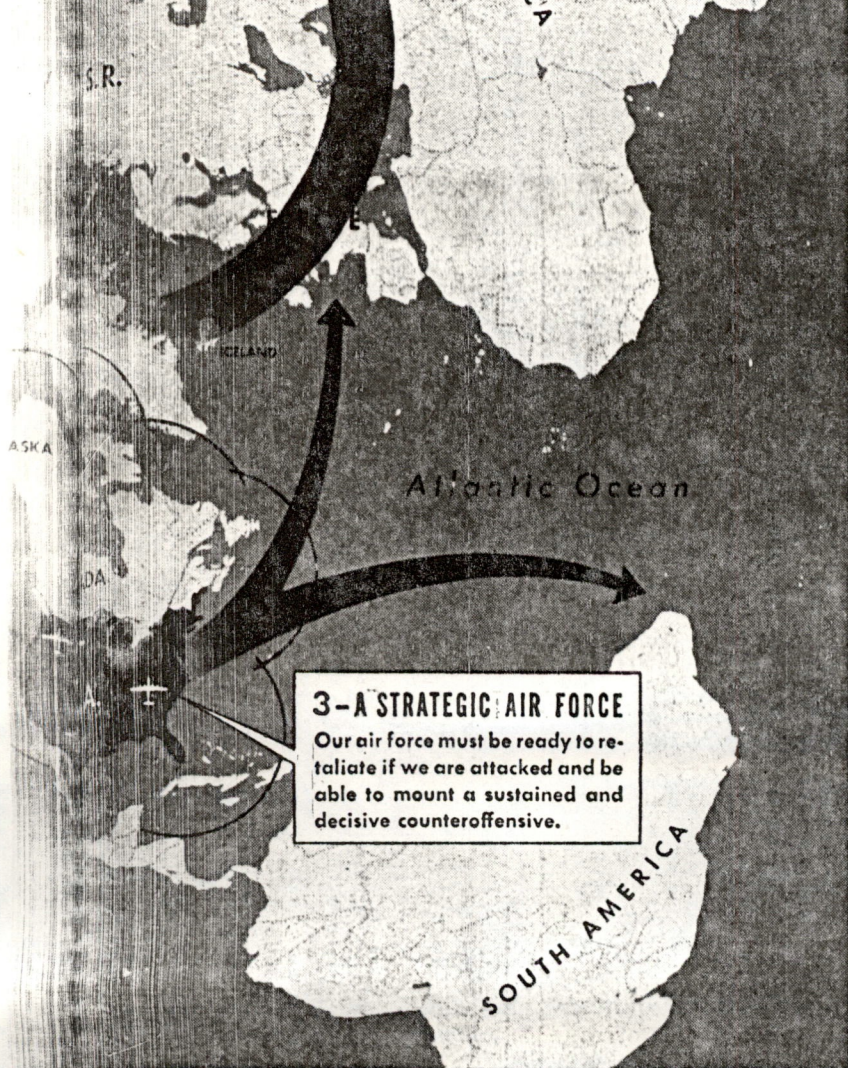 CA
S.R.
E
ICELAND
ASKA
Atlantic Ocean
DA
A.
3-A STRATEGIC AIR FORCE
Our air force must be ready to re-
taliate if we are attacked and be
able to mount a sustained and
decisive counteroffensive.
SOUTH AMERICA